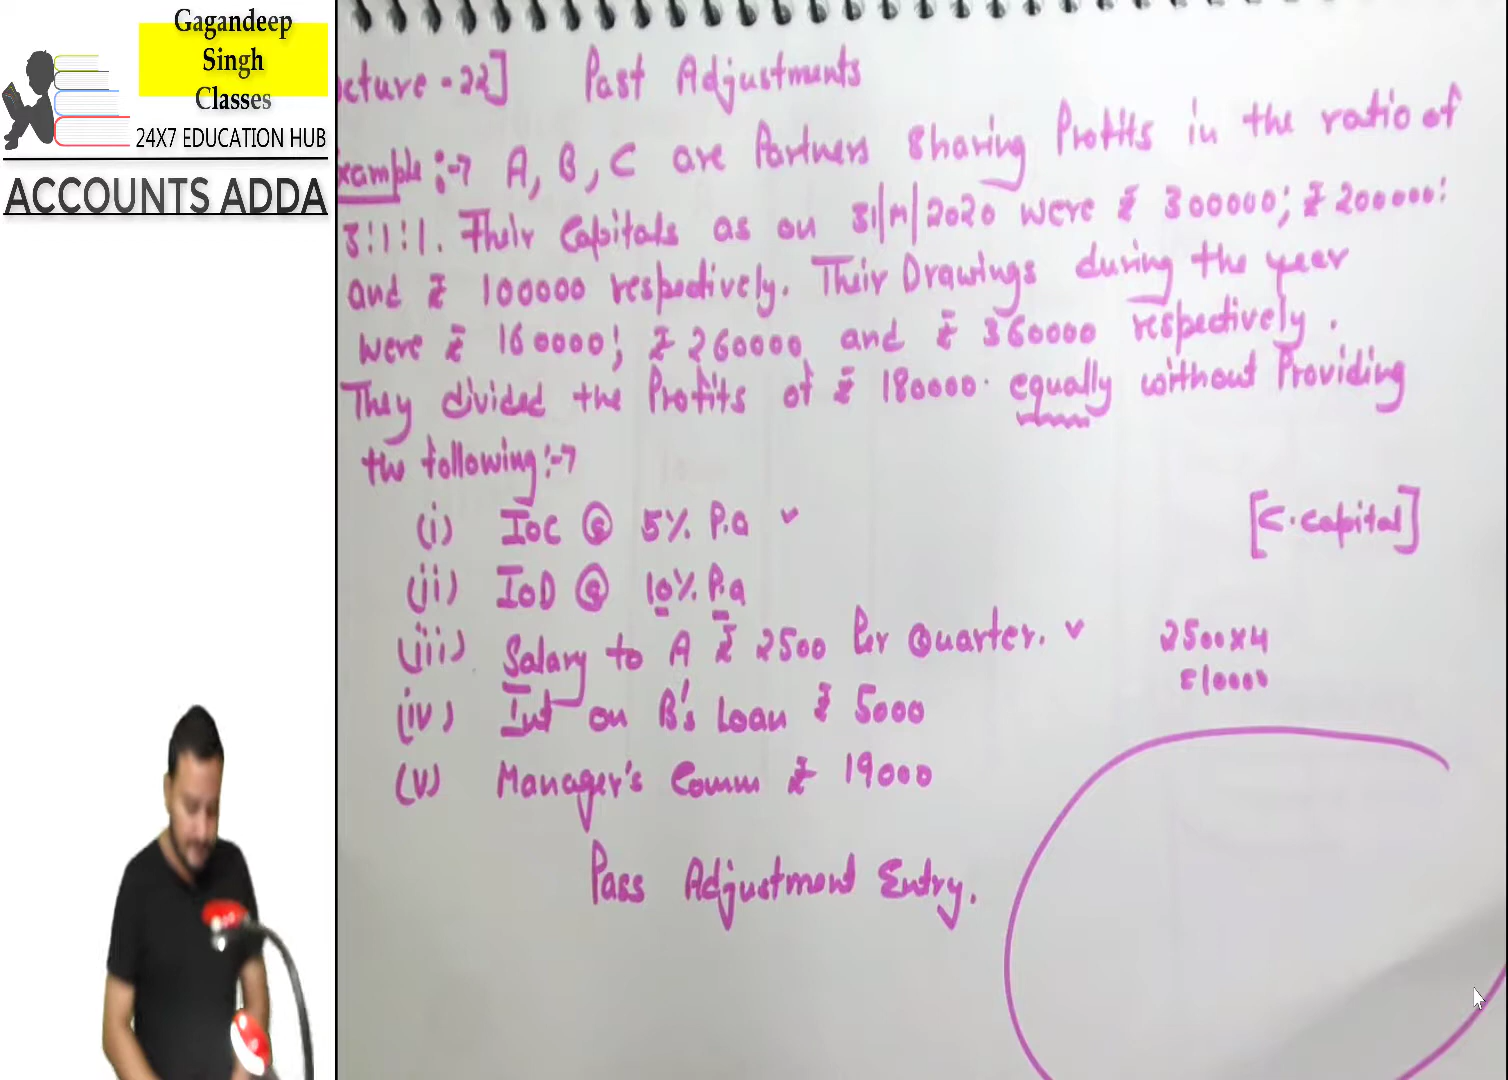 Gagandeep
Singh
Classes
24X7 EDUCATION HUB
ACCOUNTS ADDA
cture - 22] Past Adjustments
xample :-7 A, B, C are Partners Sharing Profits in the ratio of
3:1:1. Their Capitals as on 31|M|2020 were ₹ 300000; ₹ 200000:
and ₹ 100000 respectively. Their Drawings during the year
were ₹ 160000; ₹ 260000 and ₹ 360000 respectively.
They divided the Profits of ₹ 180000. equally without Providing
the following :-7
(i) IOC @ 5% P.a
[C. capital]
(ii) IOD @ 10% P.a
(iii) Salary to A ₹ 2500 Per Quarter.
2500x4
₹10000
(iv) Int on B's Loan ₹ 5000
(v) Manager's Comm ₹ 19000
Pass Adjustment Entry.